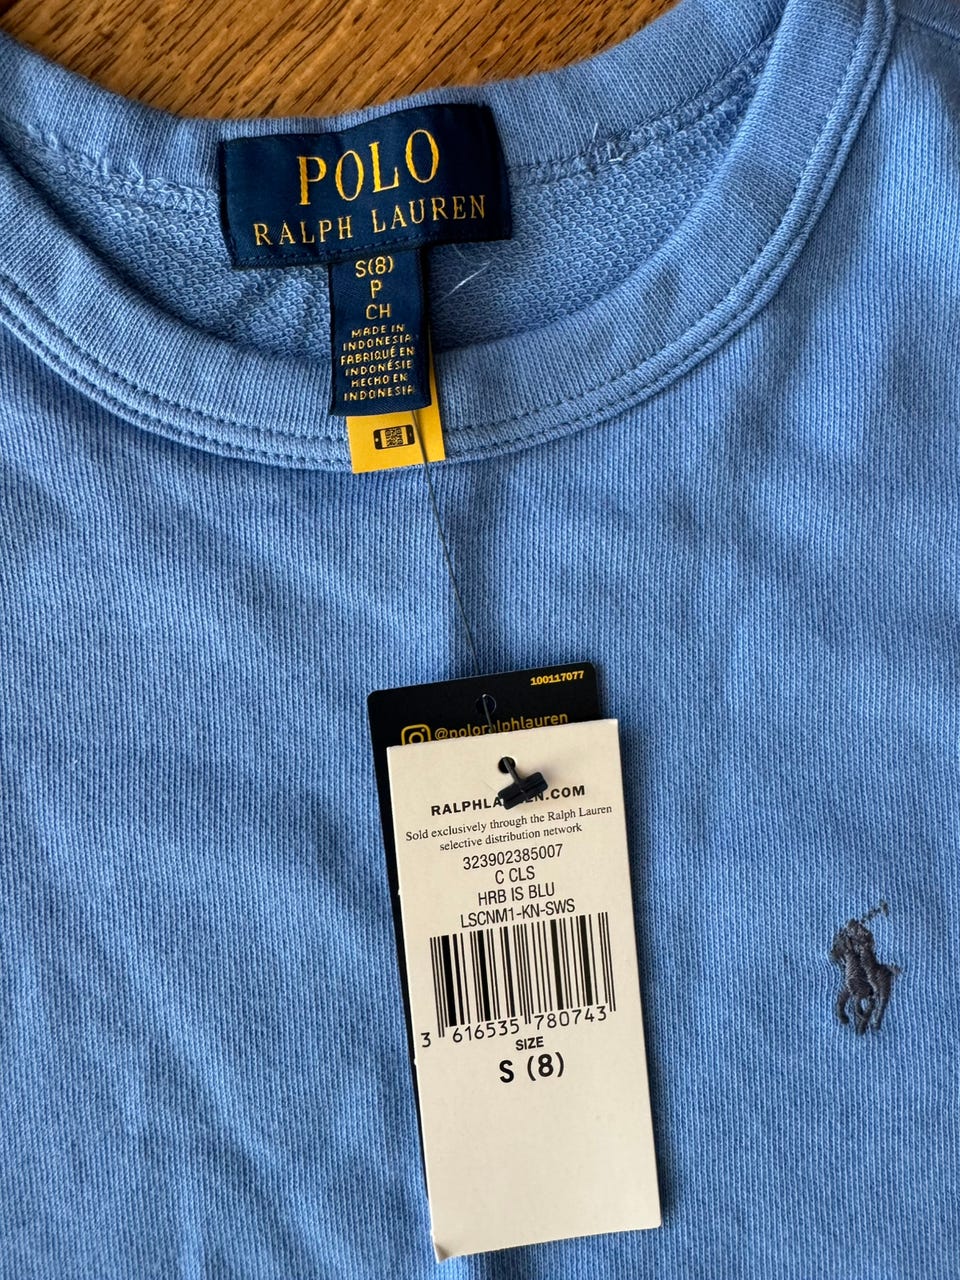 POLO
RALPH LAUREN
S(8)
P
CH
MADE IN
INDONESIA
FABRIQUÉ EN
INDONÉSIE
HECHO EN
INDONESIA
100117077
@poloralphlauren
RALPHLAUREN.COM
Sold exclusively through the Ralph Lauren
selective distribution network
323902385007
C CLS
HRB IS BLU
LSCNM1-KN-SWS
3 616535 780743
SIZE
S (8)